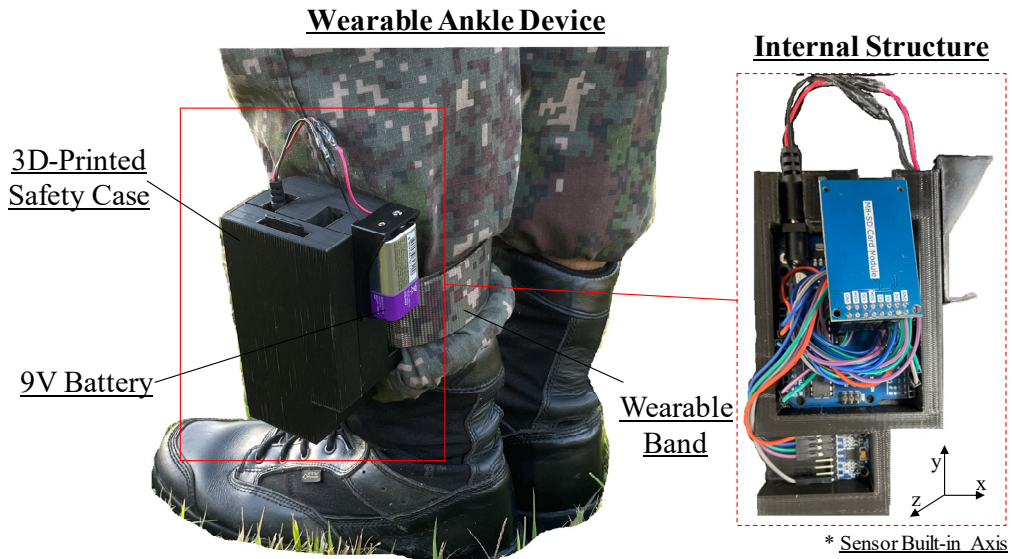 Wearable Ankle Device
Internal Structure
3D-Printed
Safety Case
9V Battery
Wearable
Band
MH-SD Card Module
y
x
z
* Sensor Built-in Axis